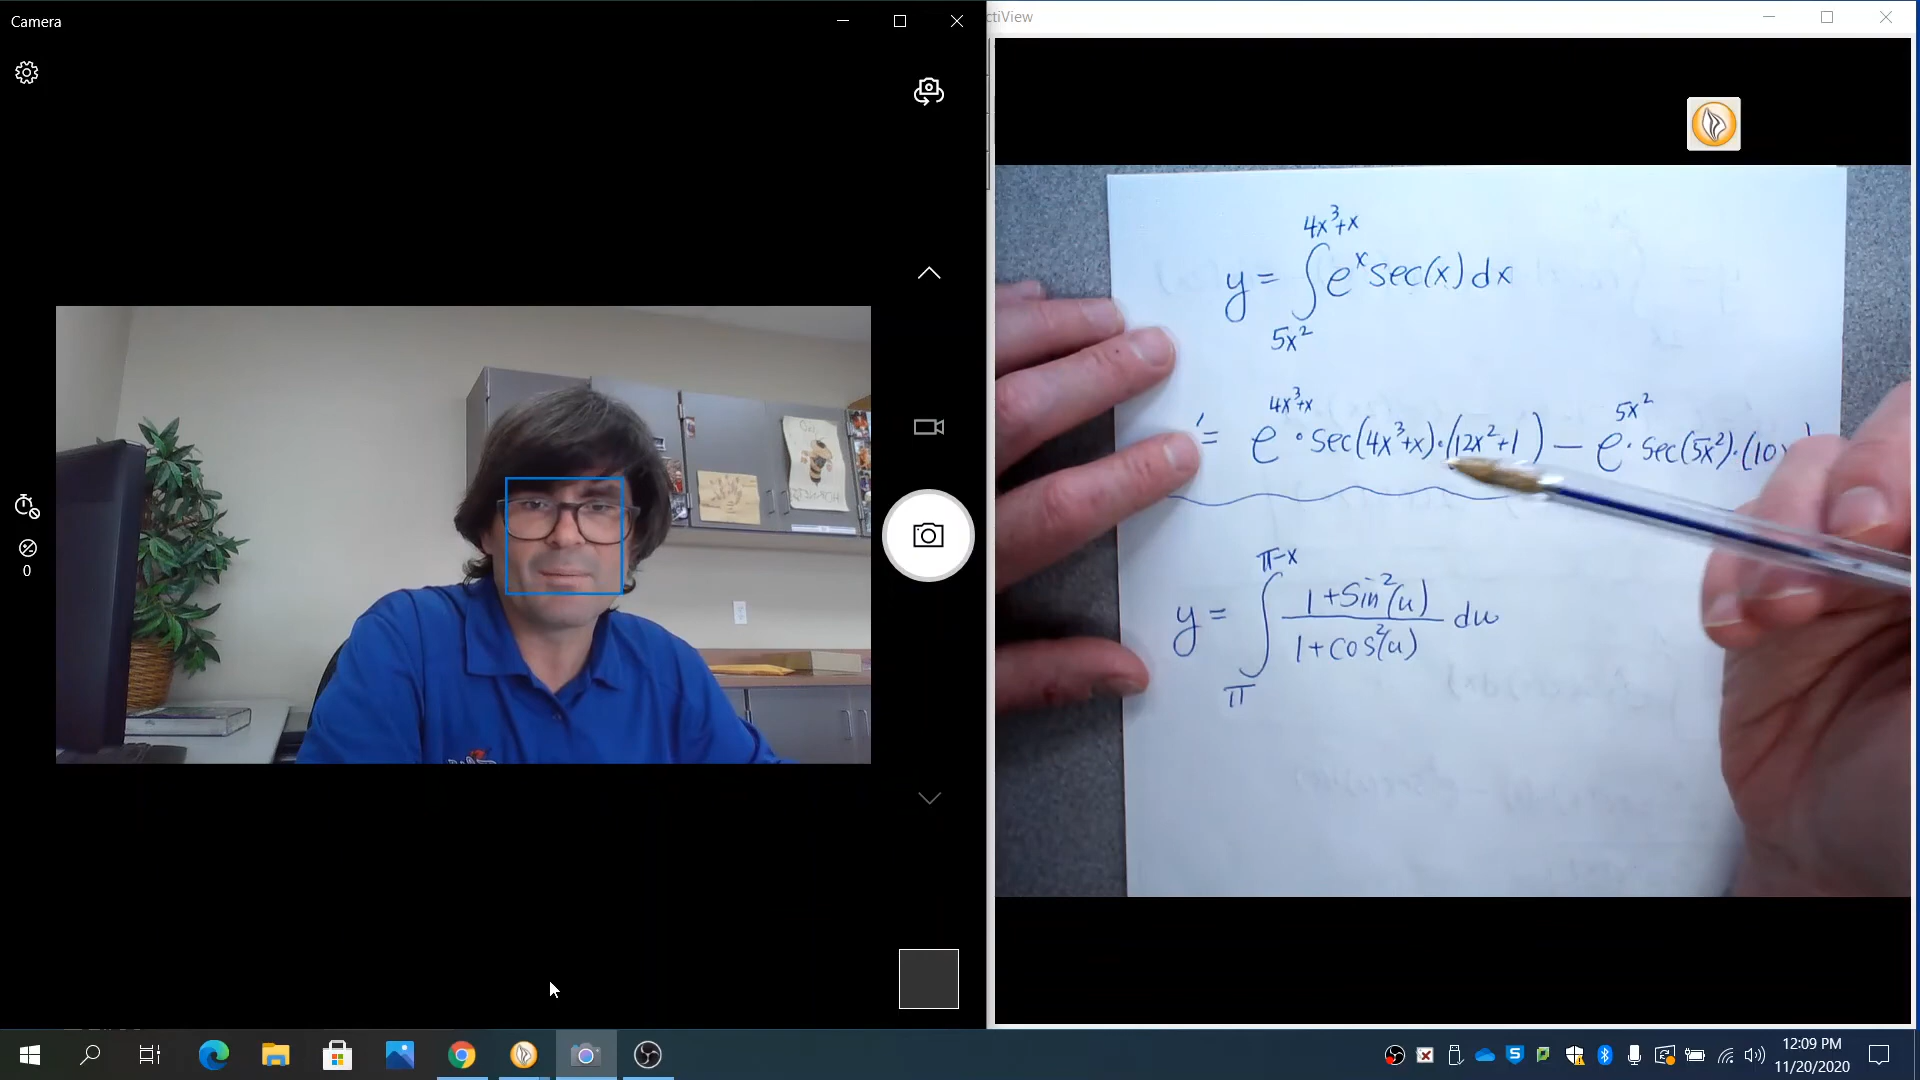 Camera
ctiView
0
4x³+x
y = ∫ eˣ sec(x) dx
5x²
4x³+x 5x²
′ = e · sec(4x³+x)·(12x²+1) − e · sec(5x²)·(10x
π-x
y = ∫ 1+sin²(u) du
1+cos²(u)
π
12:09 PM
11/20/2020